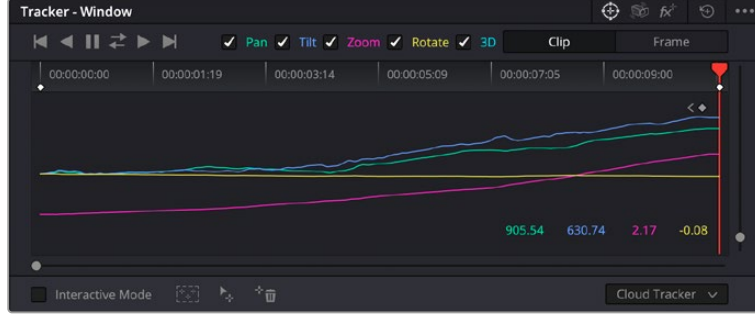 Tracker - Window
Pan Tilt Zoom Rotate 3D Clip Frame
00:00:00:00 00:00:01:19 00:00:03:14 00:00:05:09 00:00:07:05 00:00:09:00
905.54 630.74 2.17 -0.08
Interactive Mode Cloud Tracker